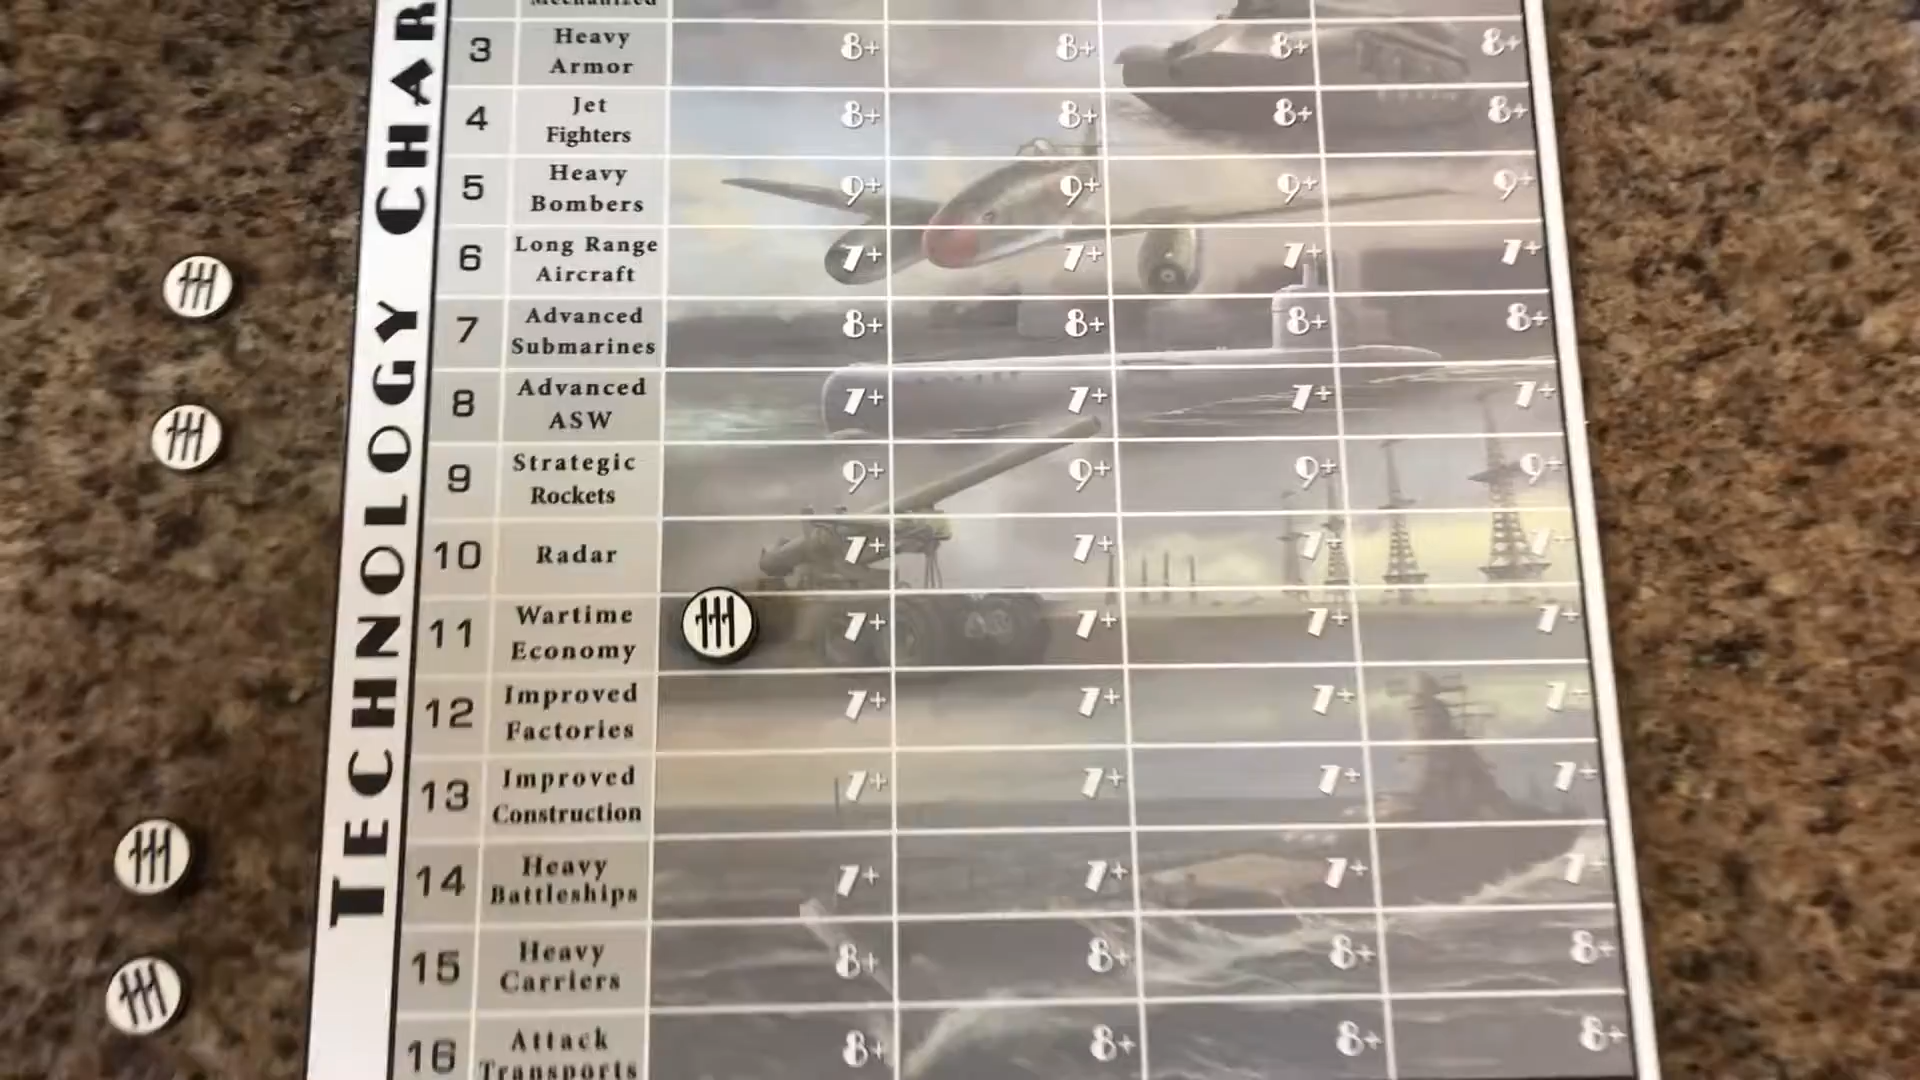 TECHNOLOGY CHAR
Mechanized
3 Heavy Armor 8+ 8+ 8+ 8+
4 Jet Fighters 8+ 8+ 8+ 8+
5 Heavy Bombers 9+ 9+ 9+ 9+
6 Long Range Aircraft 7+ 7+ 7+ 7+
7 Advanced Submarines 8+ 8+ 8+ 8+
8 Advanced ASW 7+ 7+ 7+ 7+
9 Strategic Rockets 9+ 9+ 9+ 9+
10 Radar 7+ 7+ 7+ 7+
11 Wartime Economy 7+ 7+ 7+ 7+
12 Improved Factories 7+ 7+ 7+ 7+
13 Improved Construction 7+ 7+ 7+ 7+
14 Heavy Battleships 7+ 7+ 7+ 7+
15 Heavy Carriers 8+ 8+ 8+ 8+
16 Attack Transports 8+ 8+ 8+ 8+